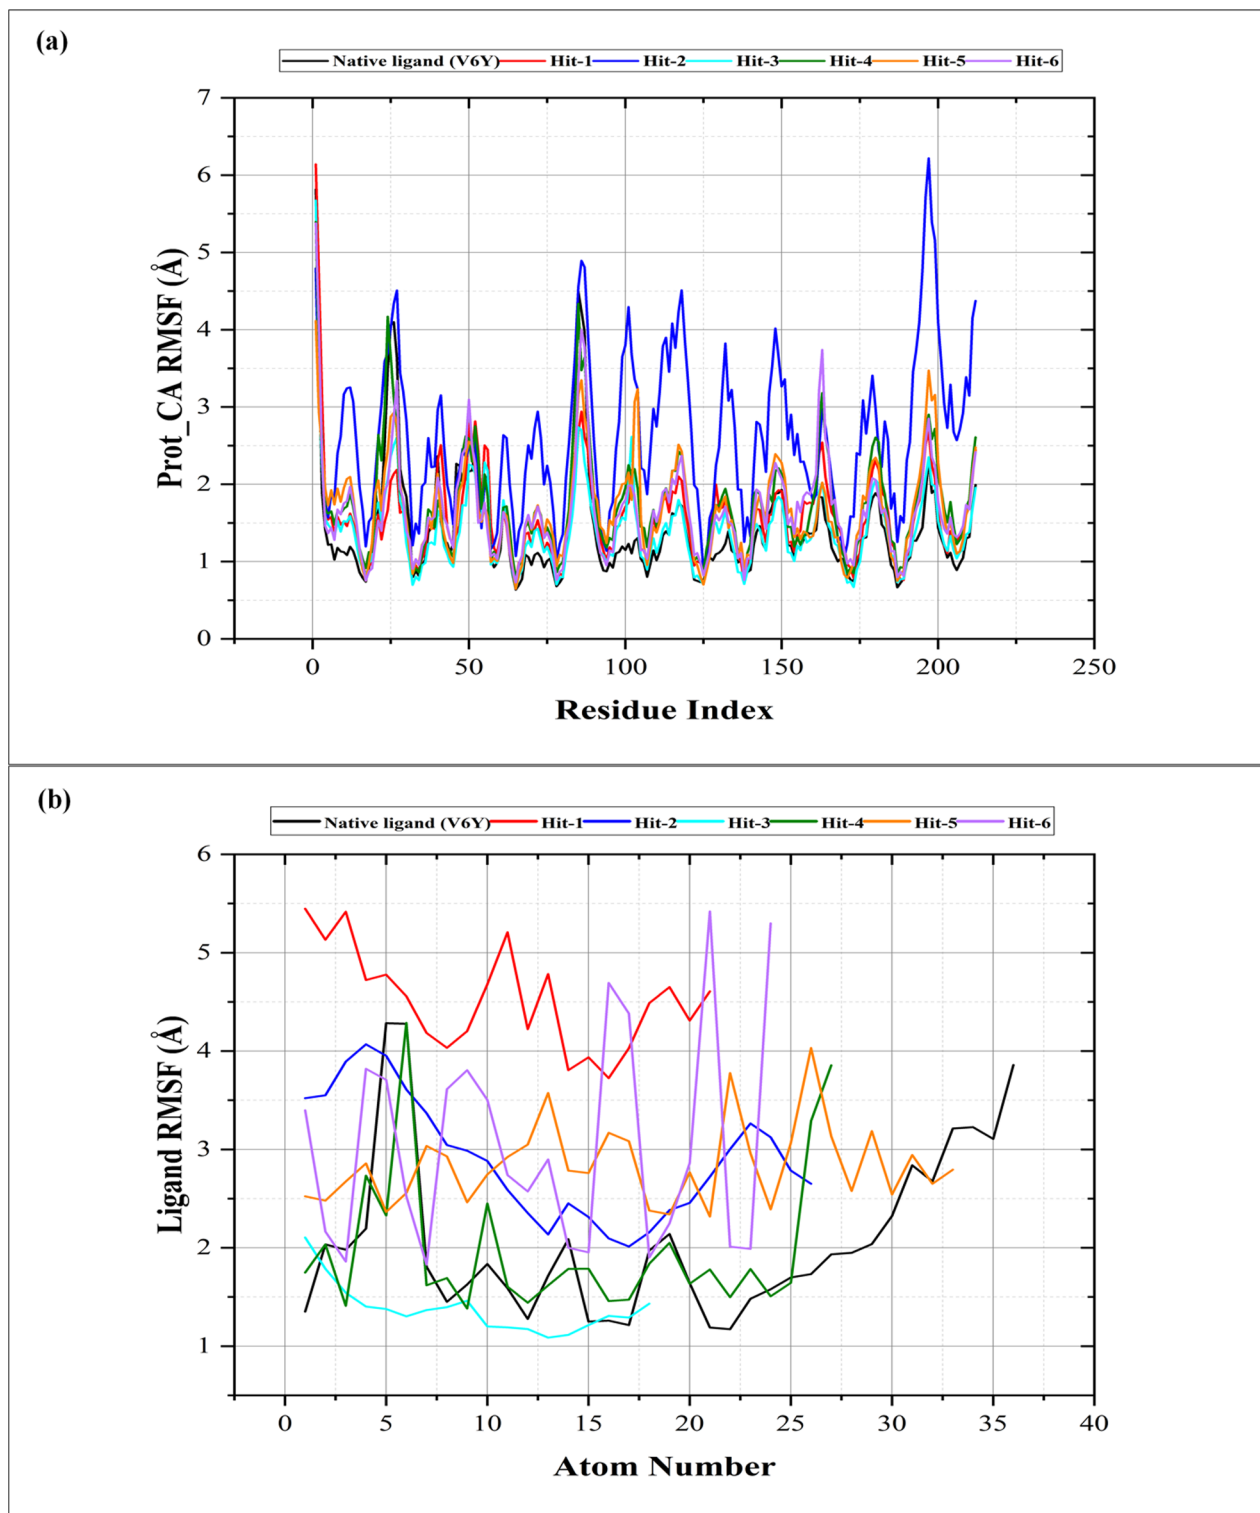 (a)
Native ligand (V6Y) Hit-1 Hit-2 Hit-3 Hit-4 Hit-5 Hit-6
7
6
5
4
3
2
1
0
Prot_CA RMSF (Å)
0 50 100 150 200 250
Residue Index
(b)
Native ligand (V6Y) Hit-1 Hit-2 Hit-3 Hit-4 Hit-5 Hit-6
6
5
4
3
2
1
Ligand RMSF (Å)
0 5 10 15 20 25 30 35 40
Atom Number